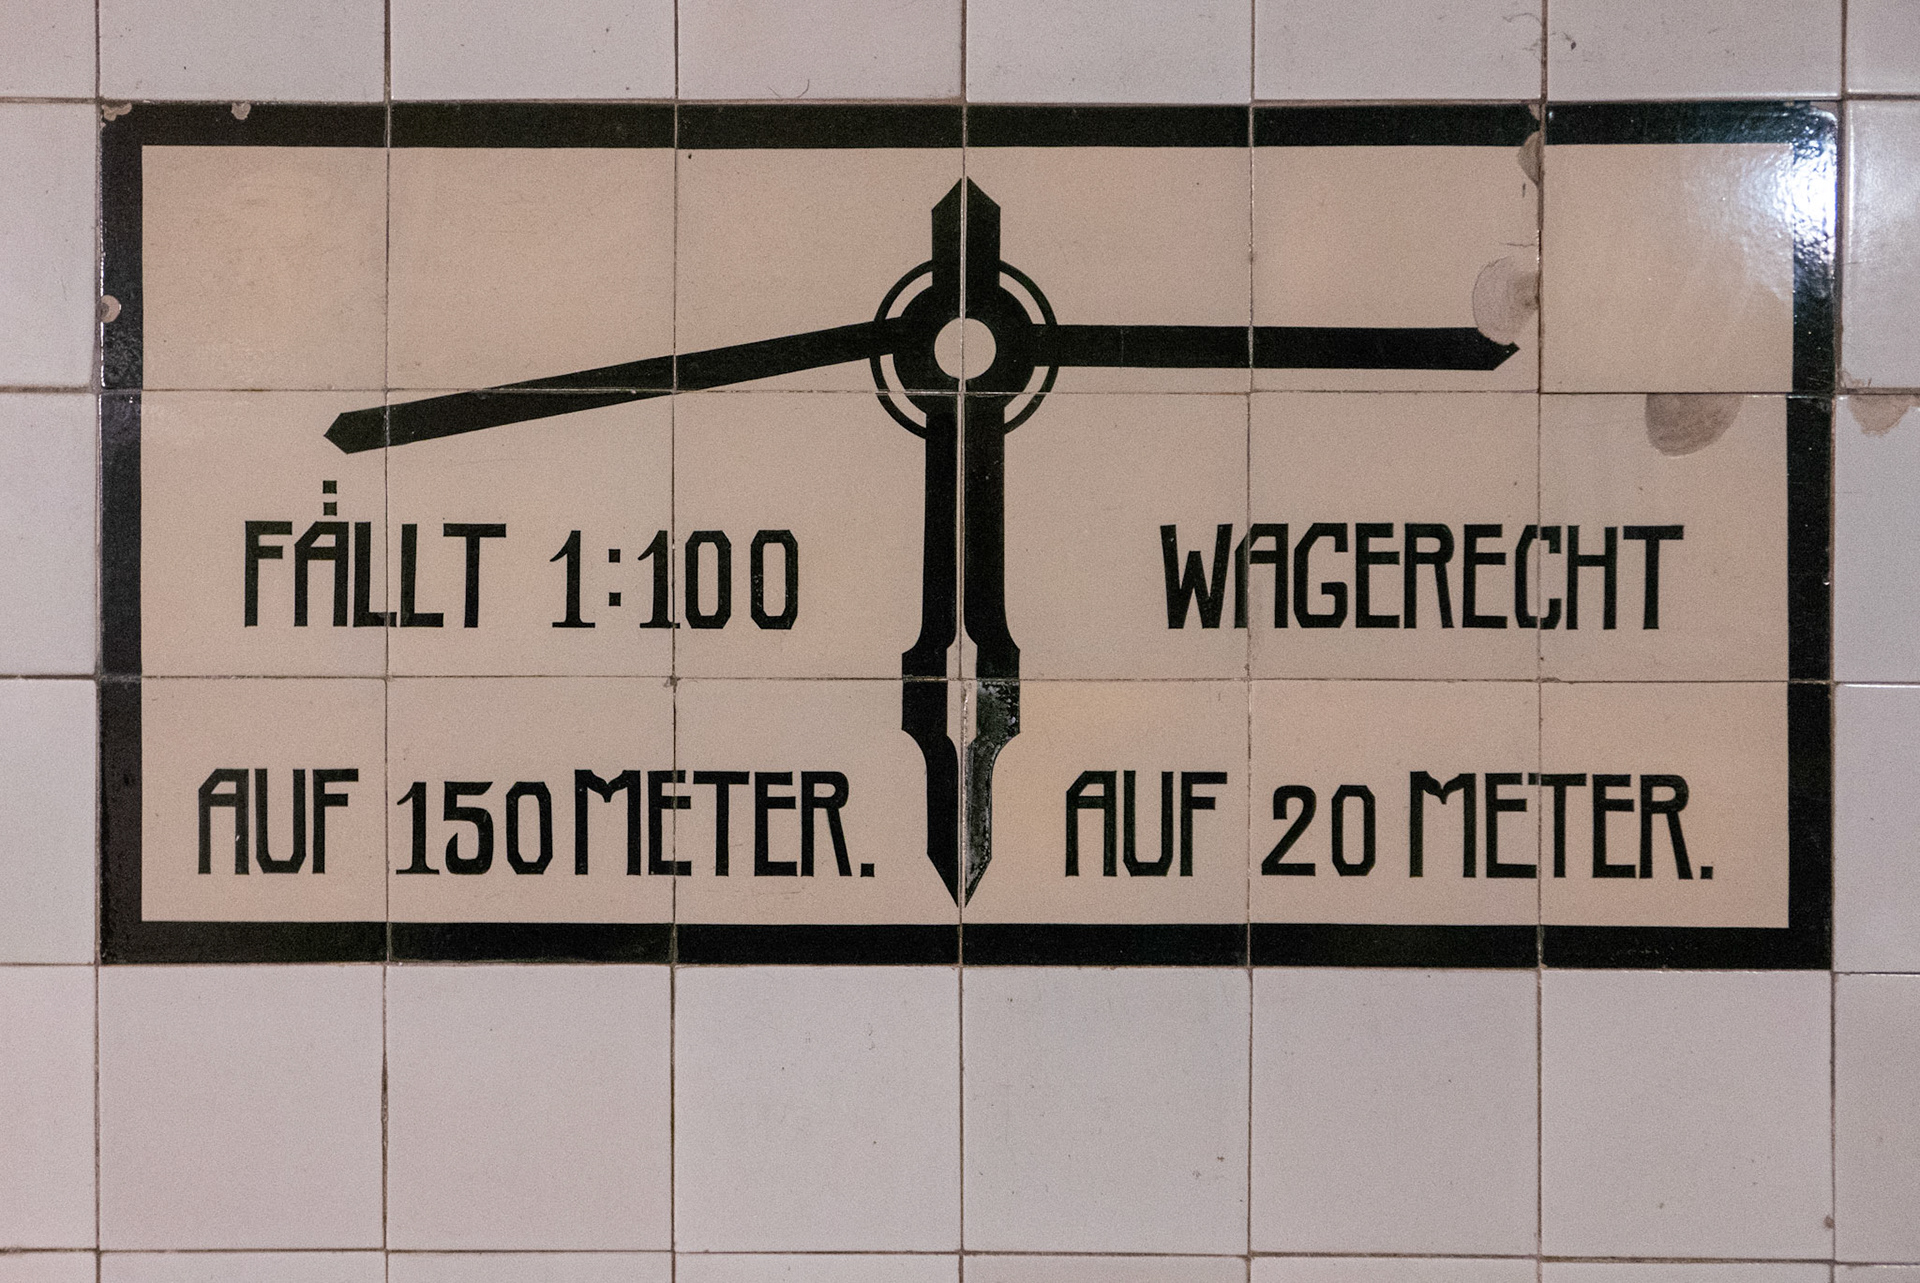 FÄLLT 1:100
AUF 150 METER.
WAGERECHT
AUF 20 METER.